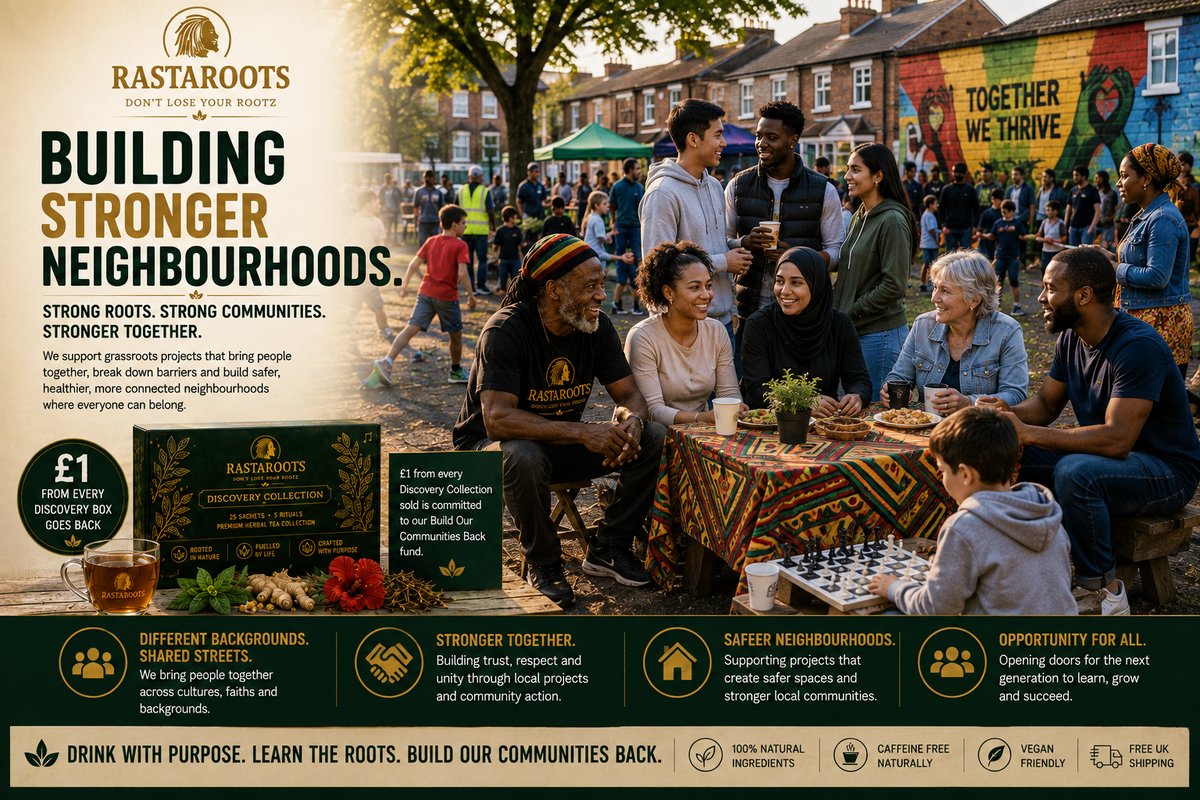 RASTAROOTS
DON'T LOSE YOUR ROOTZ
BUILDING
STRONGER
NEIGHBOURHOODS.
STRONG ROOTS. STRONG COMMUNITIES.
STRONGER TOGETHER.
We support grassroots projects that bring people
together, break down barriers and build safer,
healthier, more connected neighbourhoods
where everyone can belong.
TOGETHER
WE THRIVE
RASTAROOTS
DON'T LOSE YOUR ROOTZ
£1
FROM EVERY
DISCOVERY BOX
GOES BACK
RASTAROOTS
DON'T LOSE YOUR ROOTZ
DISCOVERY COLLECTION
25 SACHETS • 5 RITUALS
PREMIUM HERBAL TEA COLLECTION
ROOTED
IN NATURE
FUELLED
BY LIFE
CRAFTED
WITH PURPOSE
£1 from every
Discovery Collection
sold is committed
to our Build Our
Communities Back
fund.
RASTAROOTS
DIFFERENT BACKGROUNDS.
SHARED STREETS.
We bring people together
across cultures, faiths and
backgrounds.
STRONGER TOGETHER.
Building trust, respect and
unity through local projects
and community action.
SAFEER NEIGHBOURHOODS.
Supporting projects that
create safer spaces and
stronger local communities.
OPPORTUNITY FOR ALL.
Opening doors for the next
generation to learn, grow
and succeed.
DRINK WITH PURPOSE. LEARN THE ROOTS. BUILD OUR COMMUNITIES BACK.
100% NATURAL
INGREDIENTS
CAFFEINE FREE
NATURALLY
VEGAN
FRIENDLY
FREE UK
SHIPPING